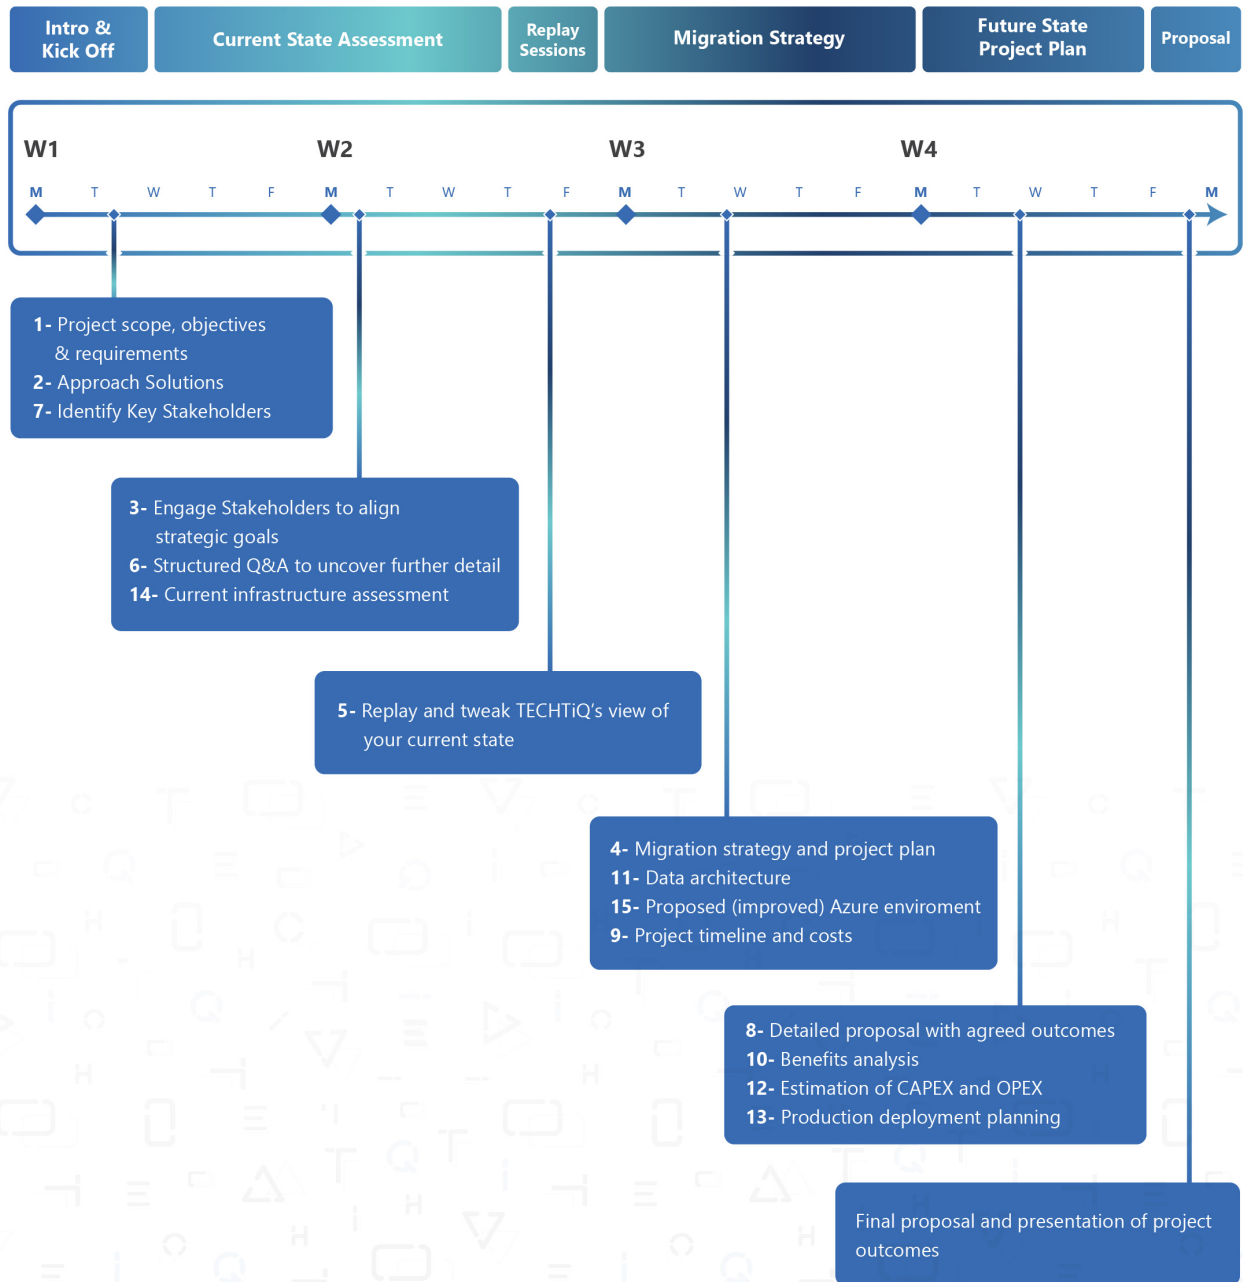 Intro &
Kick Off
Current State Assessment
Replay
Sessions
Migration Strategy
Future State
Project Plan
Proposal
W1
W2
W3
W4
M T W T F M T W T F M T W T F M T W T F M
1- Project scope, objectives
& requirements
2- Approach Solutions
7- Identify Key Stakeholders
3- Engage Stakeholders to align
strategic goals
6- Structured Q&A to uncover further detail
14- Current infrastructure assessment
5- Replay and tweak TECHTiQ's view of
your current state
4- Migration strategy and project plan
11- Data architecture
15- Proposed (improved) Azure enviroment
9- Project timeline and costs
8- Detailed proposal with agreed outcomes
10- Benefits analysis
12- Estimation of CAPEX and OPEX
13- Production deployment planning
Final proposal and presentation of project
outcomes